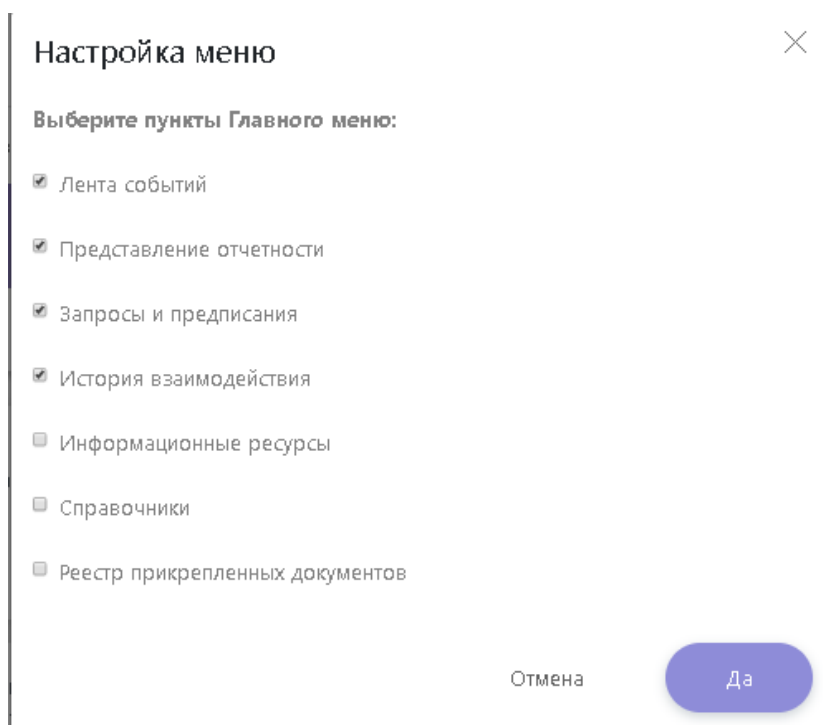 Настройка меню
Выберите пункты Главного меню:
Лента событий
Представление отчетности
Запросы и предписания
История взаимодействия
Информационные ресурсы
Справочники
Реестр прикрепленных документов
Отмена
Да